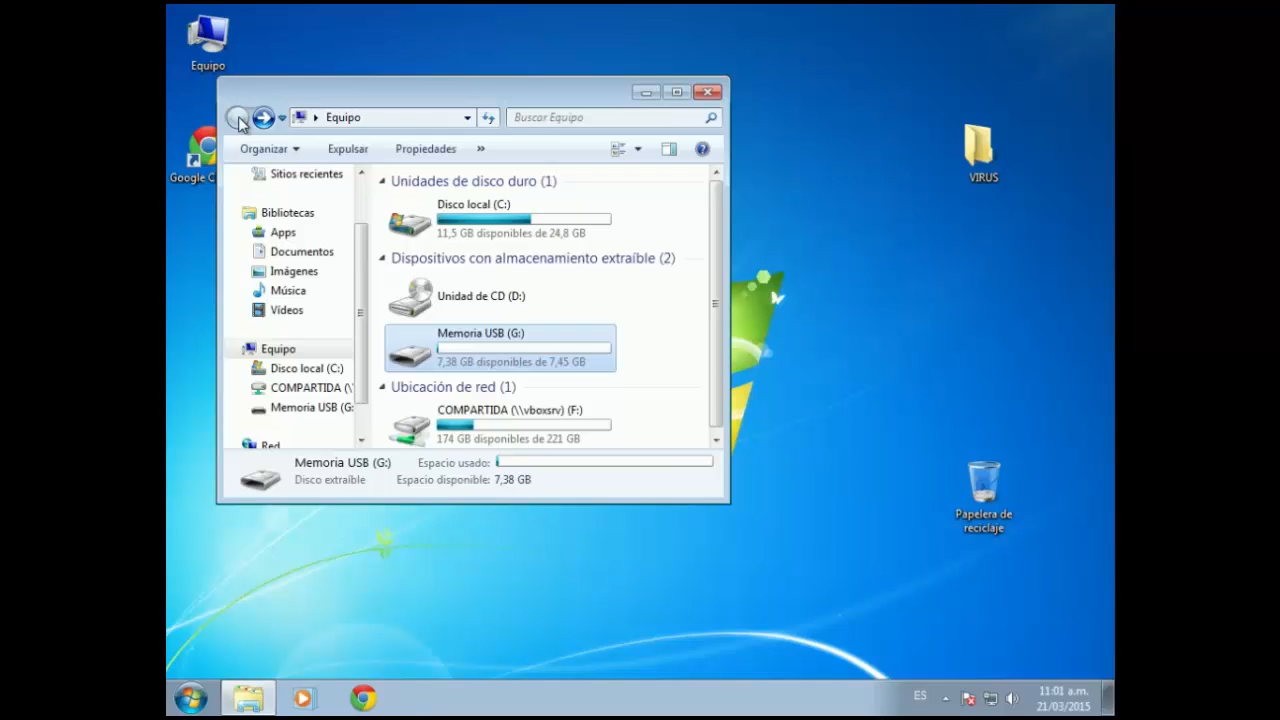 Equipo
Google C
VIRUS
Papelera de
reciclaje
Equipo
Buscar Equipo
Organizar
Expulsar
Propiedades
»
Sitios recientes
Bibliotecas
Apps
Documentos
Imágenes
Música
Vídeos
Equipo
Disco local (C:)
COMPARTIDA (\\
Memoria USB (G:
Red
Unidades de disco duro (1)
Disco local (C:)
11,5 GB disponibles de 24,8 GB
Dispositivos con almacenamiento extraíble (2)
Unidad de CD (D:)
Memoria USB (G:)
7,38 GB disponibles de 7,45 GB
Ubicación de red (1)
COMPARTIDA (\\vboxsrv) (F:)
174 GB disponibles de 221 GB
Memoria USB (G:)
Espacio usado:
Disco extraíble
Espacio disponible: 7,38 GB
ES
11:01 a.m.
21/03/2015